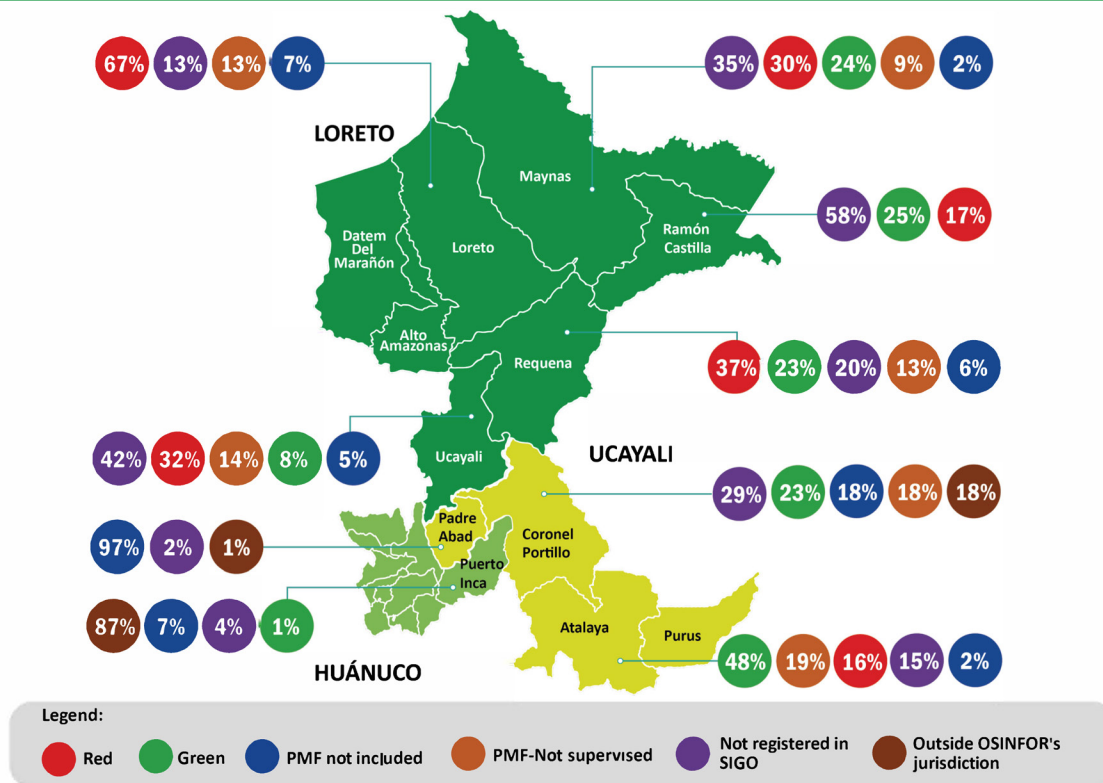 67% 13% 13% 7%
35% 30% 24% 9% 2%
LORETO
Maynas
58% 25% 17%
Datem
Del
Marañón
Loreto
Ramón
Castilla
Alto
Amazonas
Requena
37% 23% 20% 13% 6%
42% 32% 14% 8% 5%
Ucayali
UCAYALI
29% 23% 18% 18% 18%
97% 2% 1%
Padre
Abad
Coronel
Portillo
Puerto
Inca
87% 7% 4% 1%
Atalaya
Purus
48% 19% 16% 15% 2%
HUÁNUCO
Legend:
Red
Green
PMF not included
PMF-Not supervised
Not registered in
SIGO
Outside OSINFOR's
jurisdiction